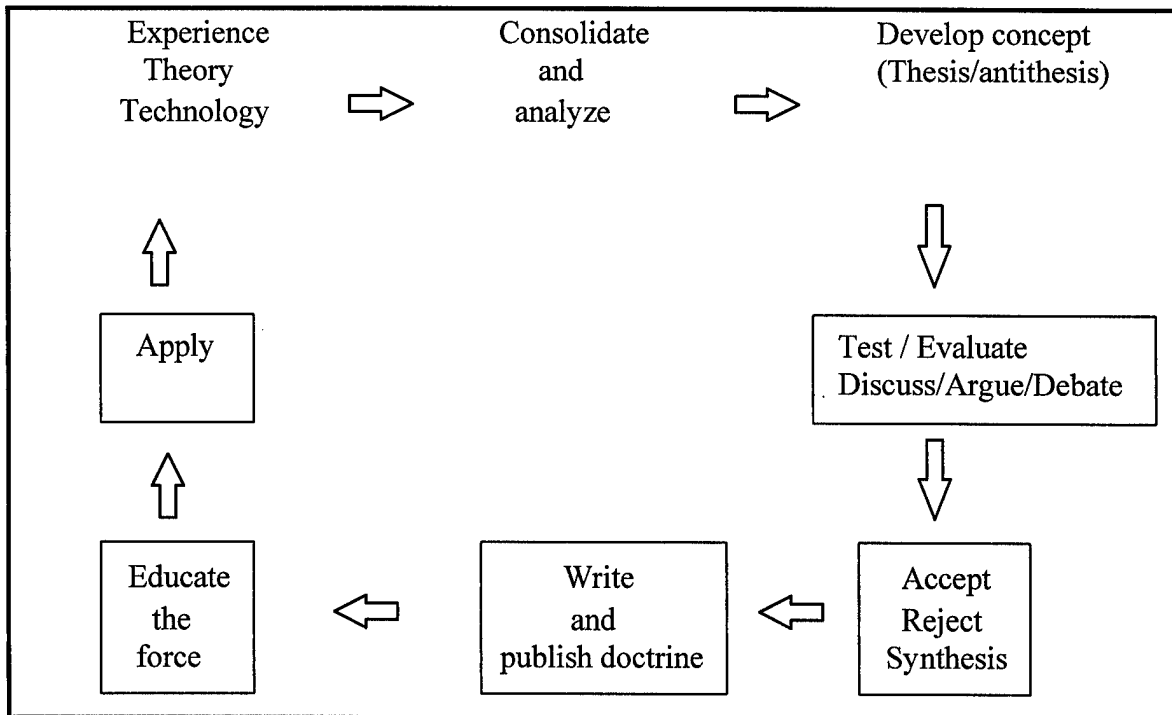 Experience
Theory
Technology
Consolidate
and
analyze
Develop concept
(Thesis/antithesis)
Test / Evaluate
Discuss/Argue/Debate
Accept
Reject
Synthesis
Write
and
publish doctrine
Educate
the
force
Apply